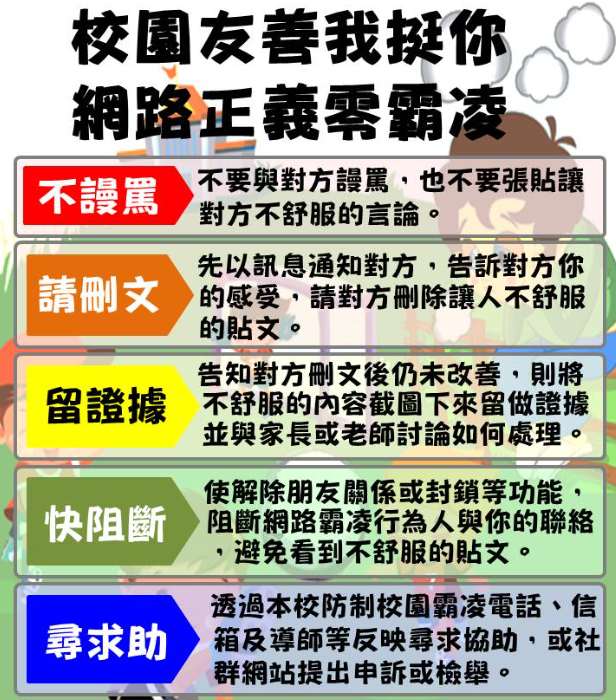 校園友善我挺你
網路正義零霸凌
不謾罵
不要與對方謾罵，也不要張貼讓
對方不舒服的言論。
請刪文
先以訊息通知對方，告訴對方你
的感受，請對方刪除讓人不舒服
的貼文。
留證據
告知對方刪文後仍未改善，則將
不舒服的內容截圖下來留做證據
並與家長或老師討論如何處理。
快阻斷
使解除朋友關係或封鎖等功能，
阻斷網路霸凌行為人與你的聯絡
，避免看到不舒服的貼文。
尋求助
透過本校防制校園霸凌電話、信
箱及導師等反映尋求協助，或社
群網站提出申訴或檢舉。